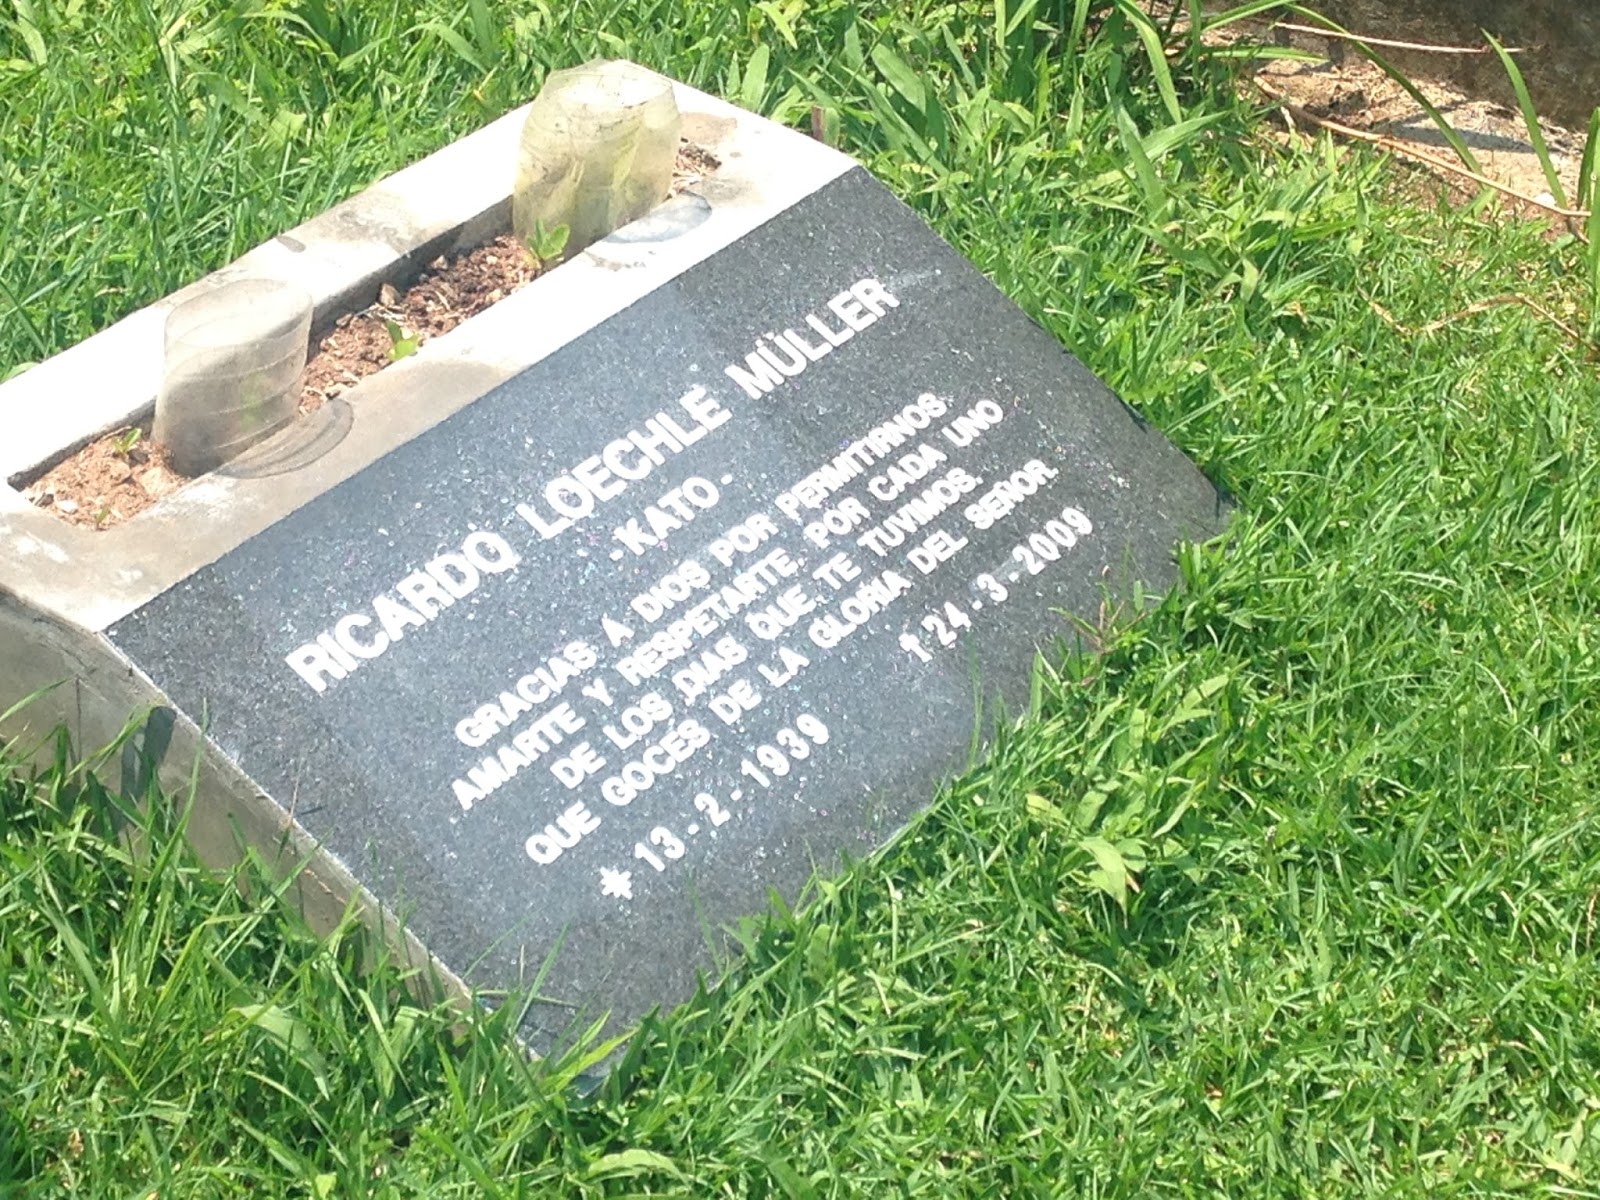 RICARDO LOECHLE MÜLLER
- KATO -
GRACIAS A DIOS POR PERMITIRNOS
AMARTE Y RESPETARTE, POR CADA UNO
DE LOS DIAS QUE TE TUVIMOS.
QUE GOCES DE LA GLORIA DEL SEÑOR
* 13 - 2 - 1939 † 24 - 3 - 2009